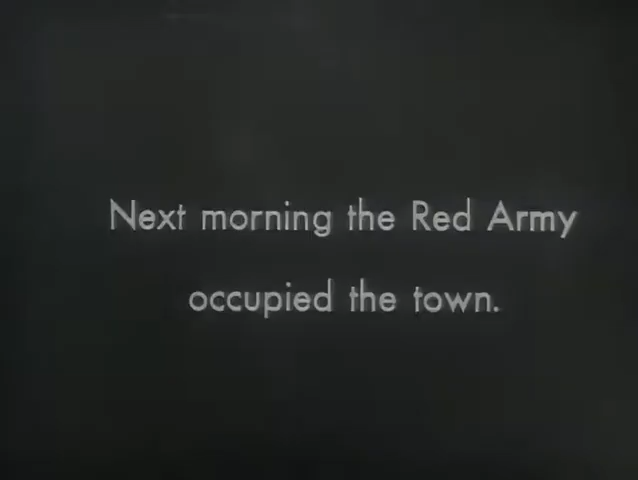 Next morning the Red Army
occupied the town.